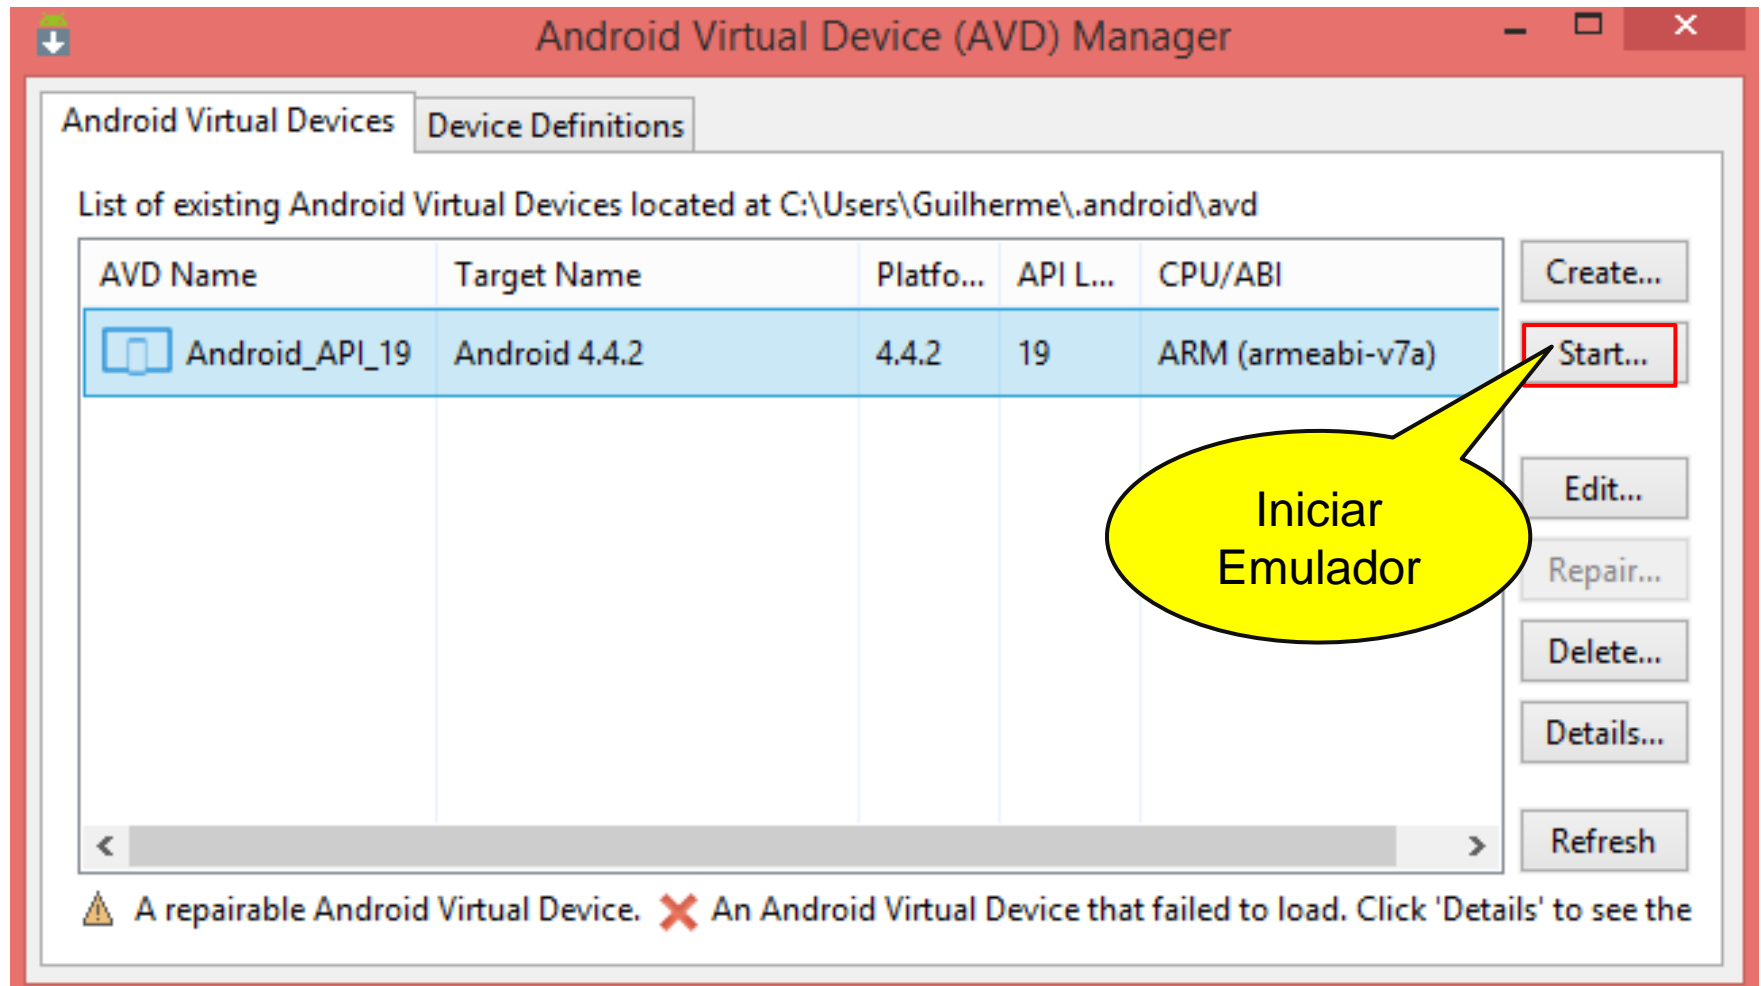 Android Virtual Device (AVD) Manager
Android Virtual Devices
Device Definitions
List of existing Android Virtual Devices located at C:\Users\Guilherme\.android\avd
AVD Name Target Name Platfo... API L... CPU/ABI
Android_API_19 Android 4.4.2 4.4.2 19 ARM (armeabi-v7a)
Create...
Start...
Iniciar
Emulador
Edit...
Repair...
Delete...
Details...
Refresh
A repairable Android Virtual Device. An Android Virtual Device that failed to load. Click 'Details' to see the